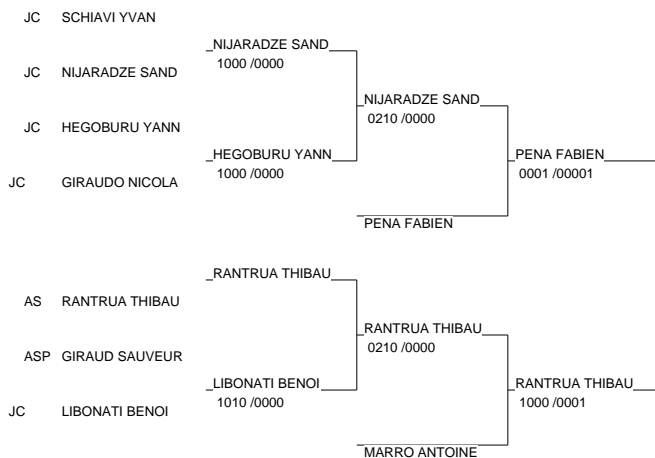 JC SCHIAVI YVAN
NIJARADZE SAND
1000 /0000
JC NIJARADZE SAND
NIJARADZE SAND
0210 /0000
JC HEGOBURU YANN
HEGOBURU YANN
1000 /0000
PENA FABIEN
0001 /00001
JC GIRAUDO NICOLA
PENA FABIEN
RANTRUA THIBAU
AS RANTRUA THIBAU
RANTRUA THIBAU
0210 /0000
ASP GIRAUD SAUVEUR
LIBONATI BENOI
1010 /0000
RANTRUA THIBAU
1000 /0001
JC LIBONATI BENOI
MARRO ANTOINE